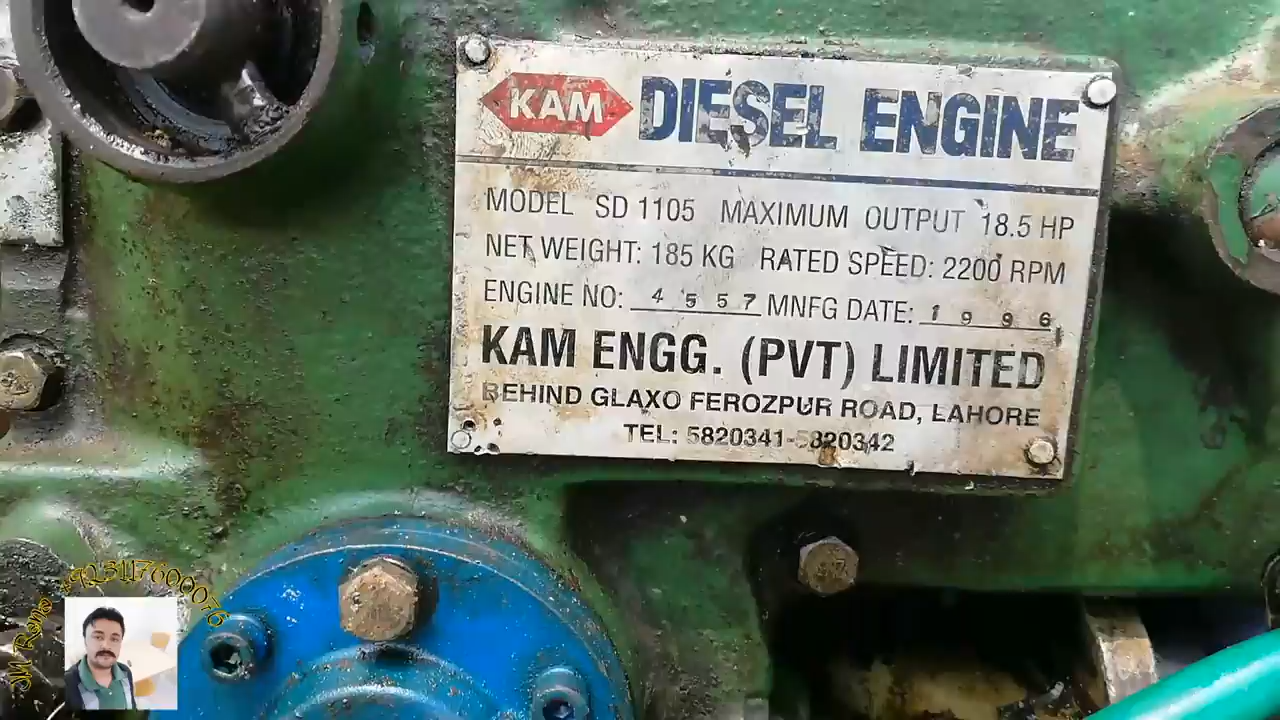 KAM DIESEL ENGINE
MODEL SD 1105 MAXIMUM OUTPUT 18.5 HP
NET WEIGHT: 185 KG RATED SPEED: 2200 RPM
ENGINE NO: 4557 MNFG DATE: 1996
KAM ENGG. (PVT) LIMITED
BEHIND GLAXO FEROZPUR ROAD, LAHORE
TEL: 5820341-5820342
+923117600076